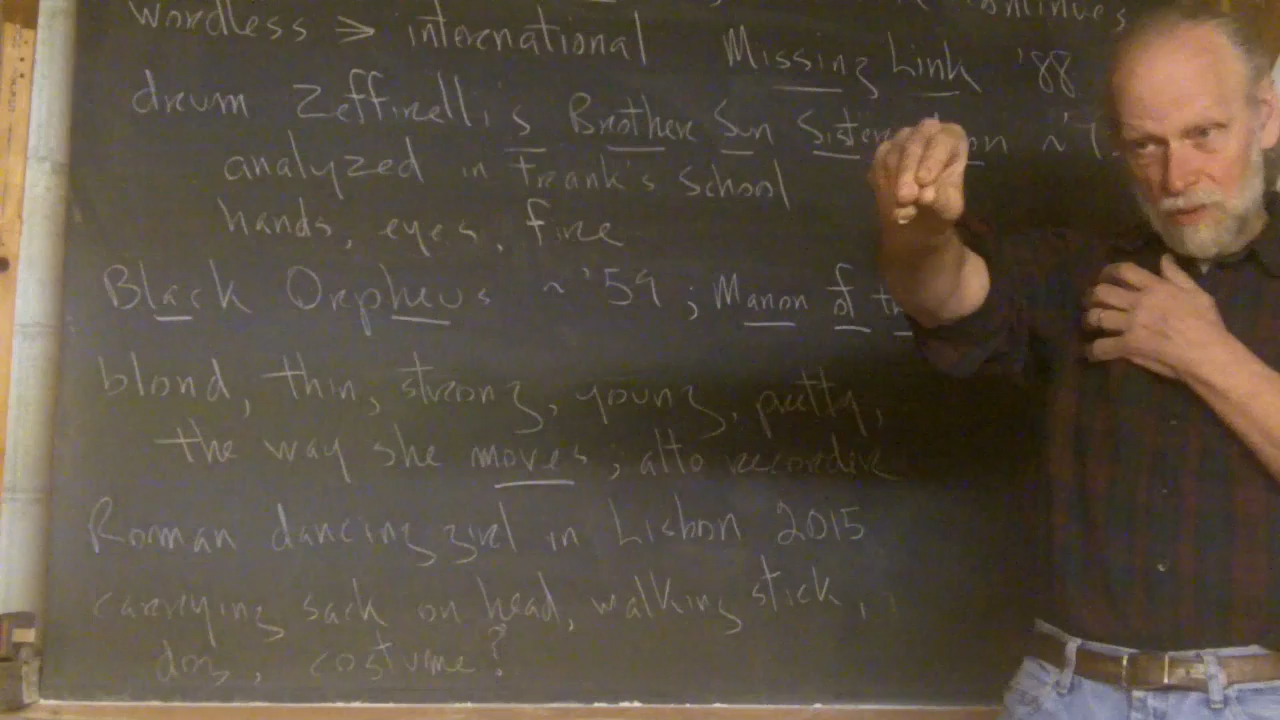 continues
wordless ⇒ international Missing Link '88
dream Zeffirelli's Brother Sun Sister
analyzed in Frank's School
hands, eyes, fire
Black Orpheus ~'59; Manon of
blond, thin, strong, young, pretty,
the way she moves; alto recorder
Roman dancing girl in Lisbon 2015
carrying sack on head, walking stick,
dog, costume?